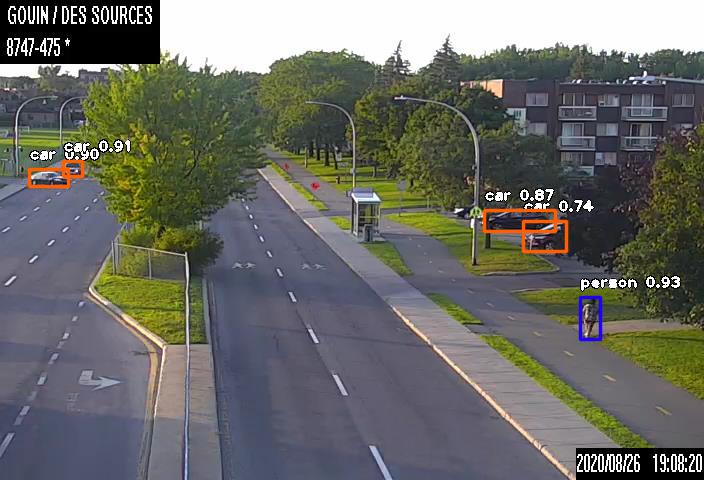 GOUIN / DES SOURCES
8747-475 *
car 0.90
car 0.91
car 0.87
car 0.74
person 0.93
2020/08/26 19:08:20